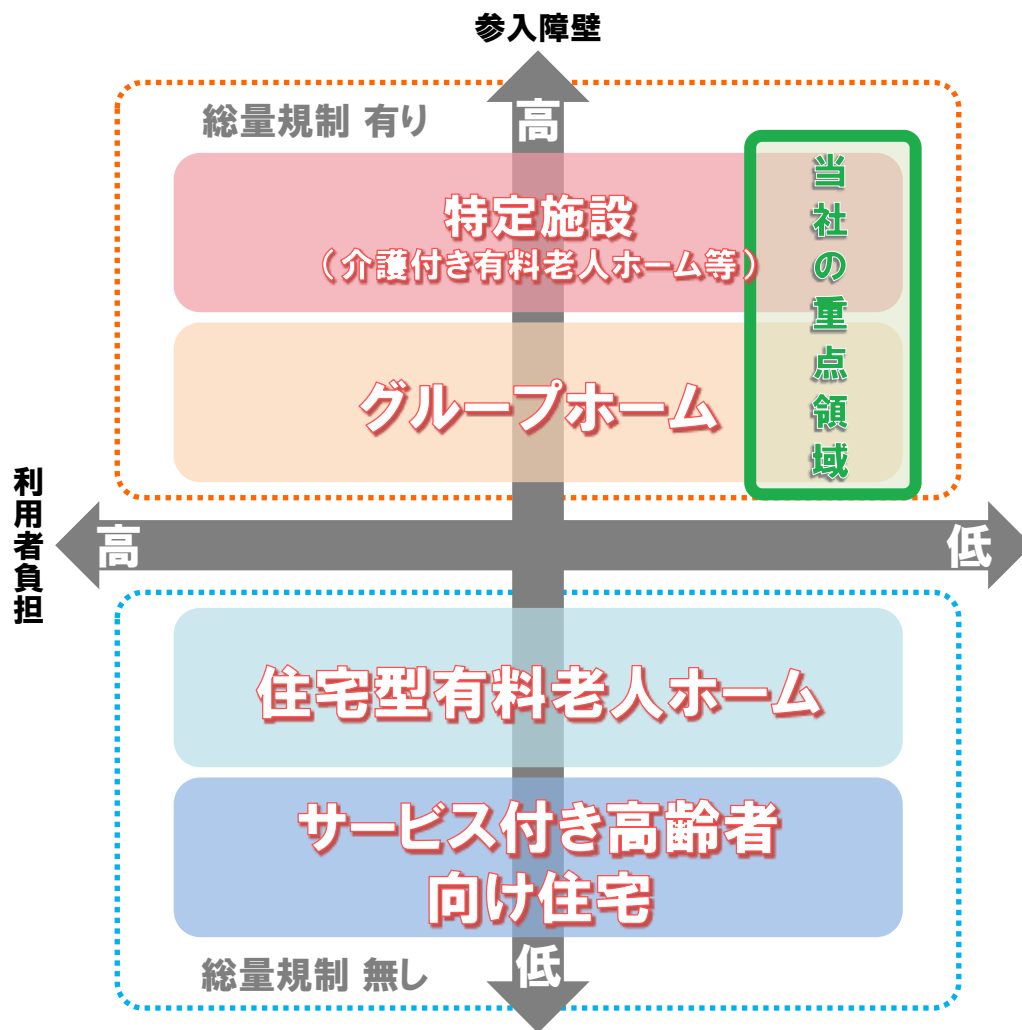 参入障壁
高
総量規制 有り
特定施設
（介護付き有料老人ホーム等）
グループホーム
当社の重点領域
利用者負担
高
低
住宅型有料老人ホーム
サービス付き高齢者
向け住宅
低
総量規制 無し